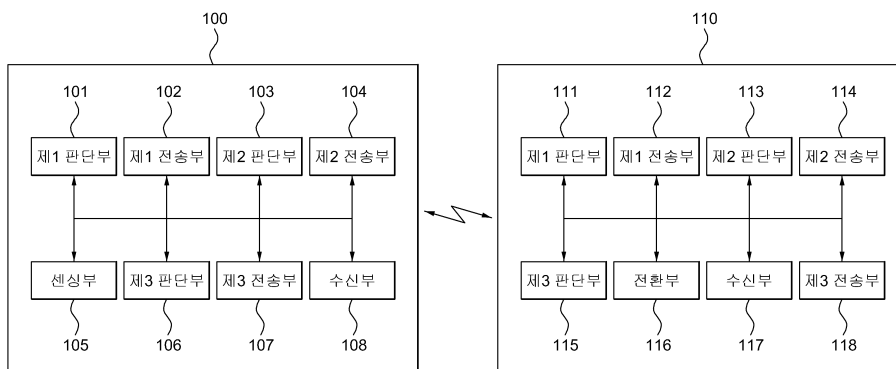 100
110
101
102
103
104
111
112
113
114
제1 판단부
제1 전송부
제2 판단부
제2 전송부
제1 판단부
제1 전송부
제2 판단부
제2 전송부
센싱부
제3 판단부
제3 전송부
수신부
제3 판단부
전환부
수신부
제3 전송부
105
106
107
108
115
116
117
118